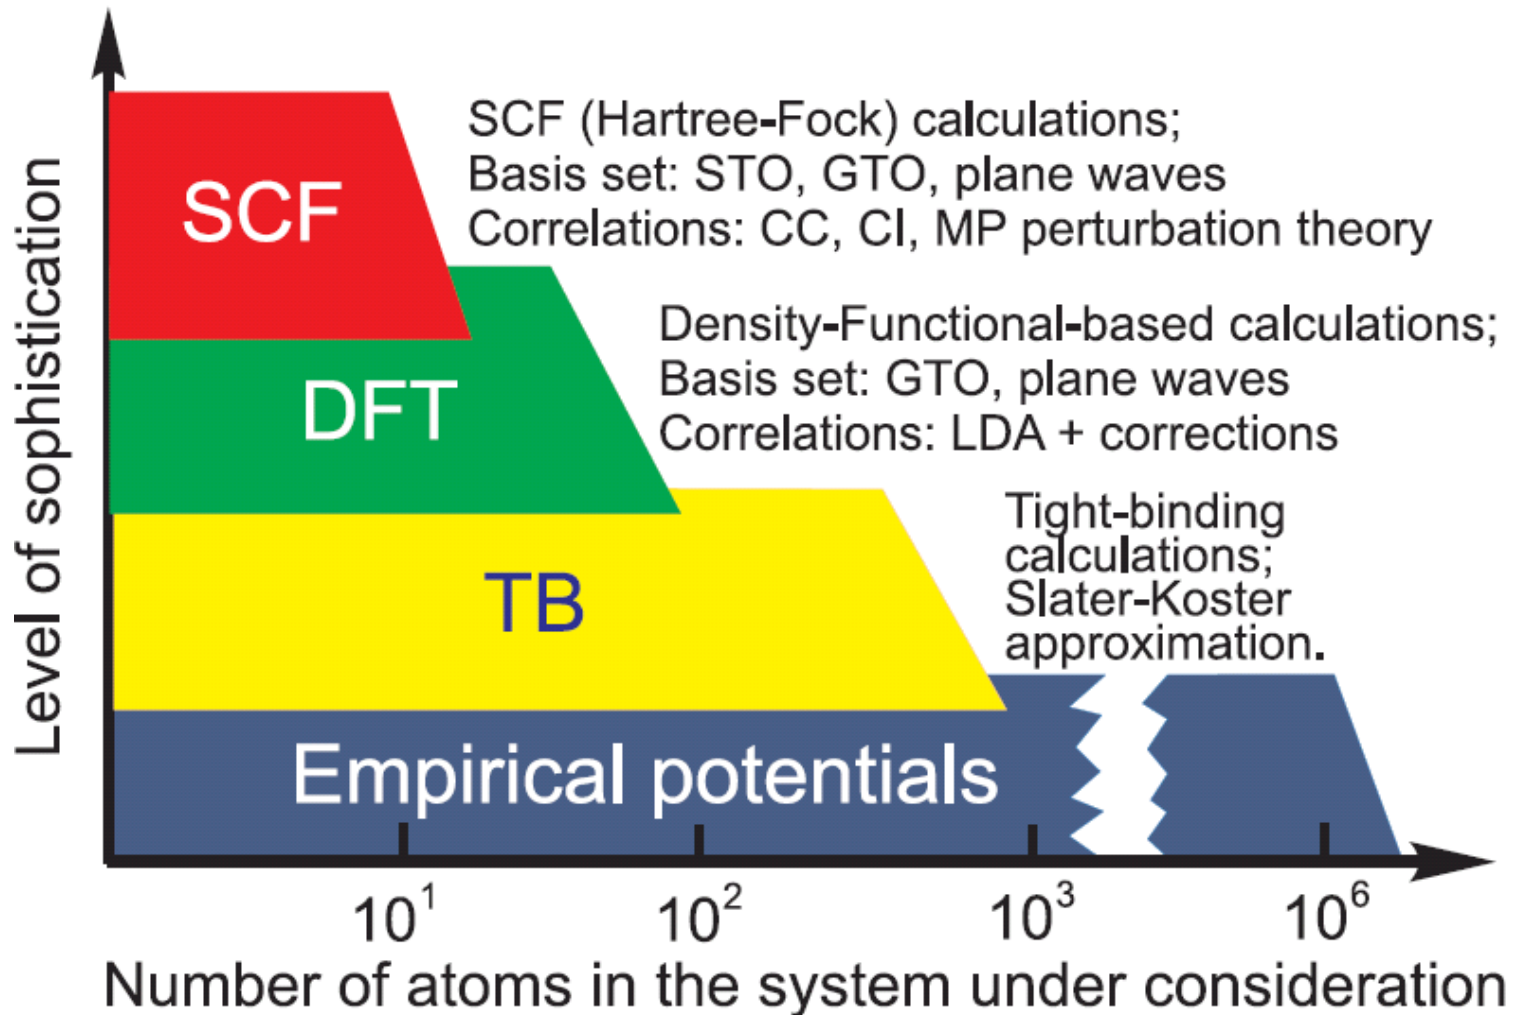 Level of sophistication
SCF
SCF (Hartree-Fock) calculations;
Basis set: STO, GTO, plane waves
Correlations: CC, CI, MP perturbation theory
DFT
Density-Functional-based calculations;
Basis set: GTO, plane waves
Correlations: LDA + corrections
TB
Tight-binding
calculations;
Slater-Koster
approximation.
Empirical potentials
10¹ 10² 10³ 10⁶
Number of atoms in the system under consideration